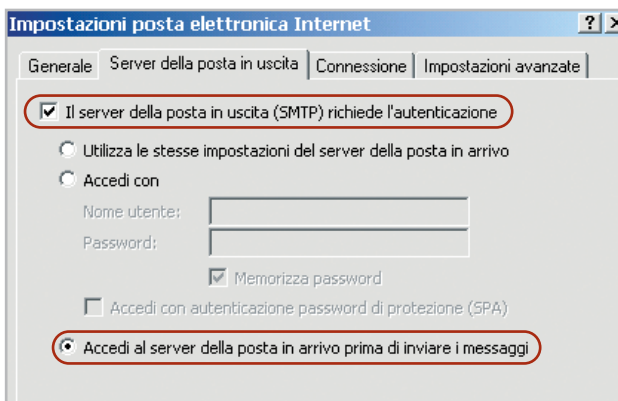 Impostazioni posta elettronica Internet
Generale Server della posta in uscita Connessione Impostazioni avanzate
Il server della posta in uscita (SMTP) richiede l'autenticazione
Utilizza le stesse impostazioni del server della posta in arrivo
Accedi con
Nome utente:
Password:
Memorizza password
Accedi con autenticazione password di protezione (SPA)
Accedi al server della posta in arrivo prima di inviare i messaggi